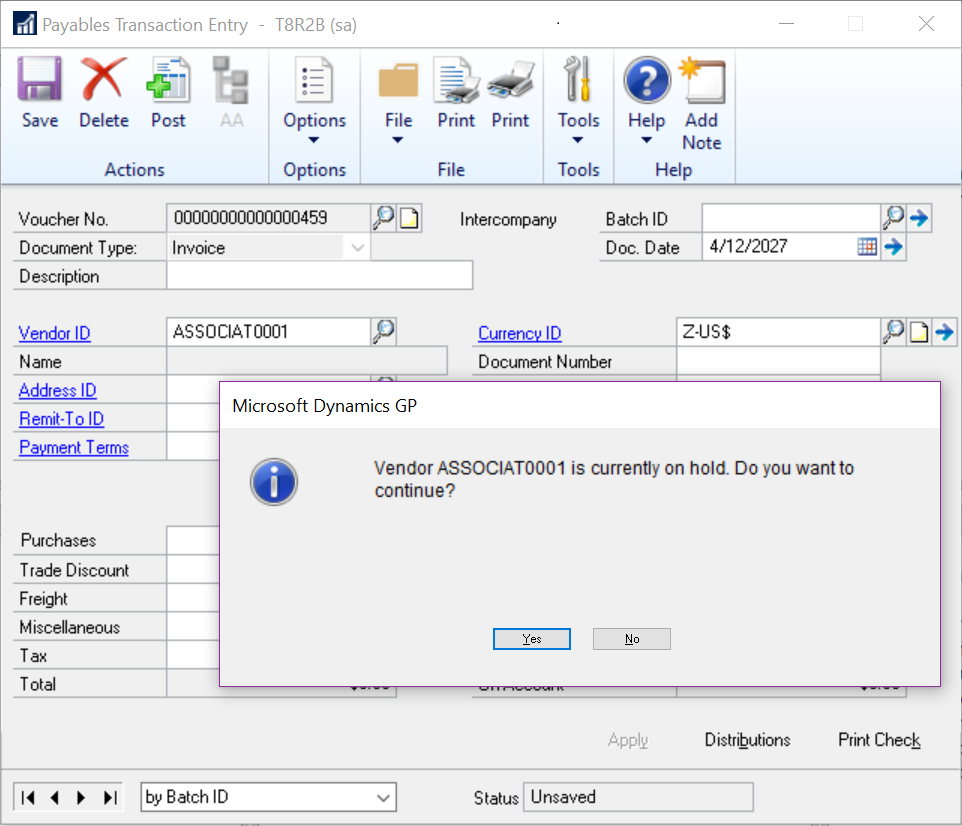 Payables Transaction Entry - T8R2B (sa)
Save Delete Post AA Options File Print Print Tools Help Add Note
Actions Options File Tools Help
Voucher No. 00000000000000459 Intercompany Batch ID
Document Type: Invoice Doc. Date 4/12/2027
Description
Vendor ID ASSOCIAT0001 Currency ID Z-US$
Name Document Number
Address ID
Remit-To ID
Payment Terms
Microsoft Dynamics GP
Vendor ASSOCIAT0001 is currently on hold. Do you want to
continue?
Yes No
Purchases
Trade Discount
Freight
Miscellaneous
Tax
Total On Account
Apply Distributions Print Check
by Batch ID Status Unsaved